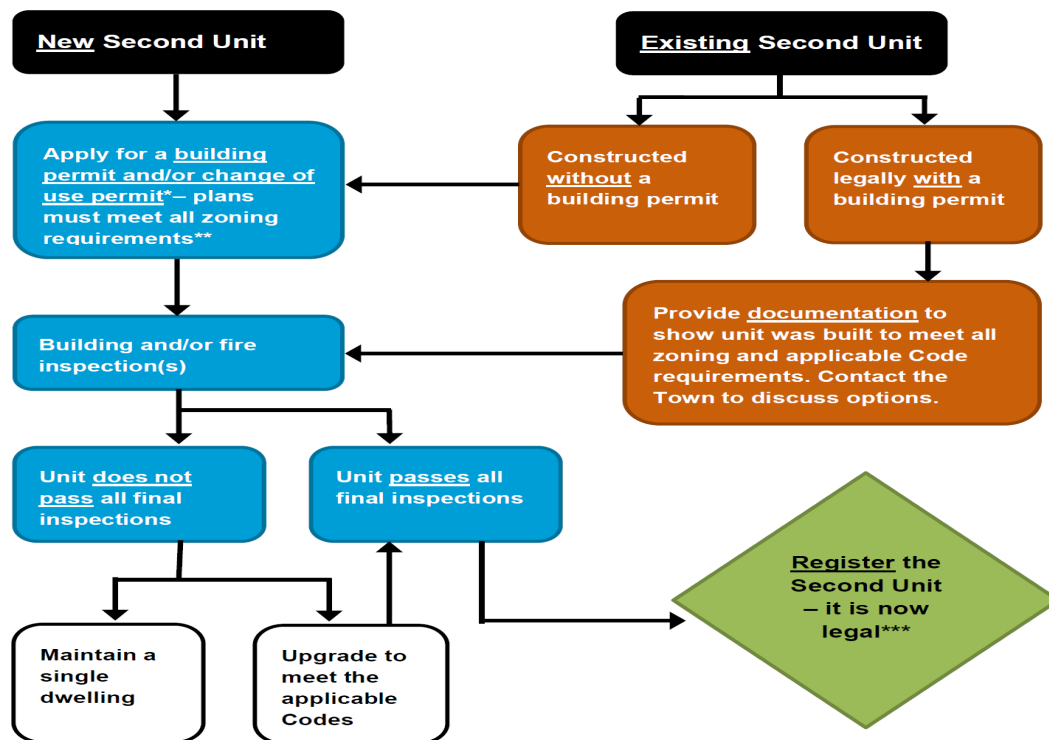 New Second Unit
Existing Second Unit
Apply for a building
permit and/or change of
use permit*– plans
must meet all zoning
requirements**
Constructed
without a
building permit
Constructed
legally with a
building permit
Building and/or fire
inspection(s)
Provide documentation to
show unit was built to meet all
zoning and applicable Code
requirements. Contact the
Town to discuss options.
Unit does not
pass all final
inspections
Unit passes all
final inspections
Register the
Second Unit
– it is now
legal***
Maintain a
single
dwelling
Upgrade to
meet the
applicable
Codes